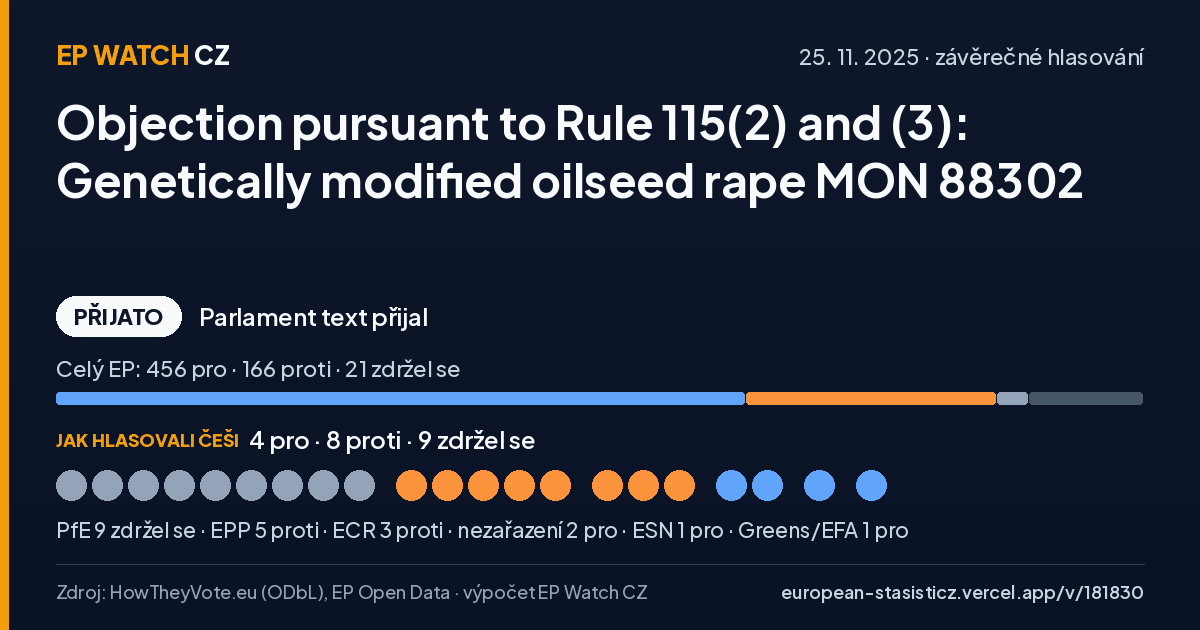 EP WATCH CZ
25. 11. 2025 · závěrečné hlasování
Objection pursuant to Rule 115(2) and (3):
Genetically modified oilseed rape MON 88302
PŘIJATO Parlament text přijal
Celý EP: 456 pro · 166 proti · 21 zdržel se
JAK HLASOVALI ČEŠI 4 pro · 8 proti · 9 zdržel se
PfE 9 zdržel se · EPP 5 proti · ECR 3 proti · nezařazení 2 pro · ESN 1 pro · Greens/EFA 1 pro
Zdroj: HowTheyVote.eu (ODbL), EP Open Data · výpočet EP Watch CZ
european-stasisticz.vercel.app/v/181830